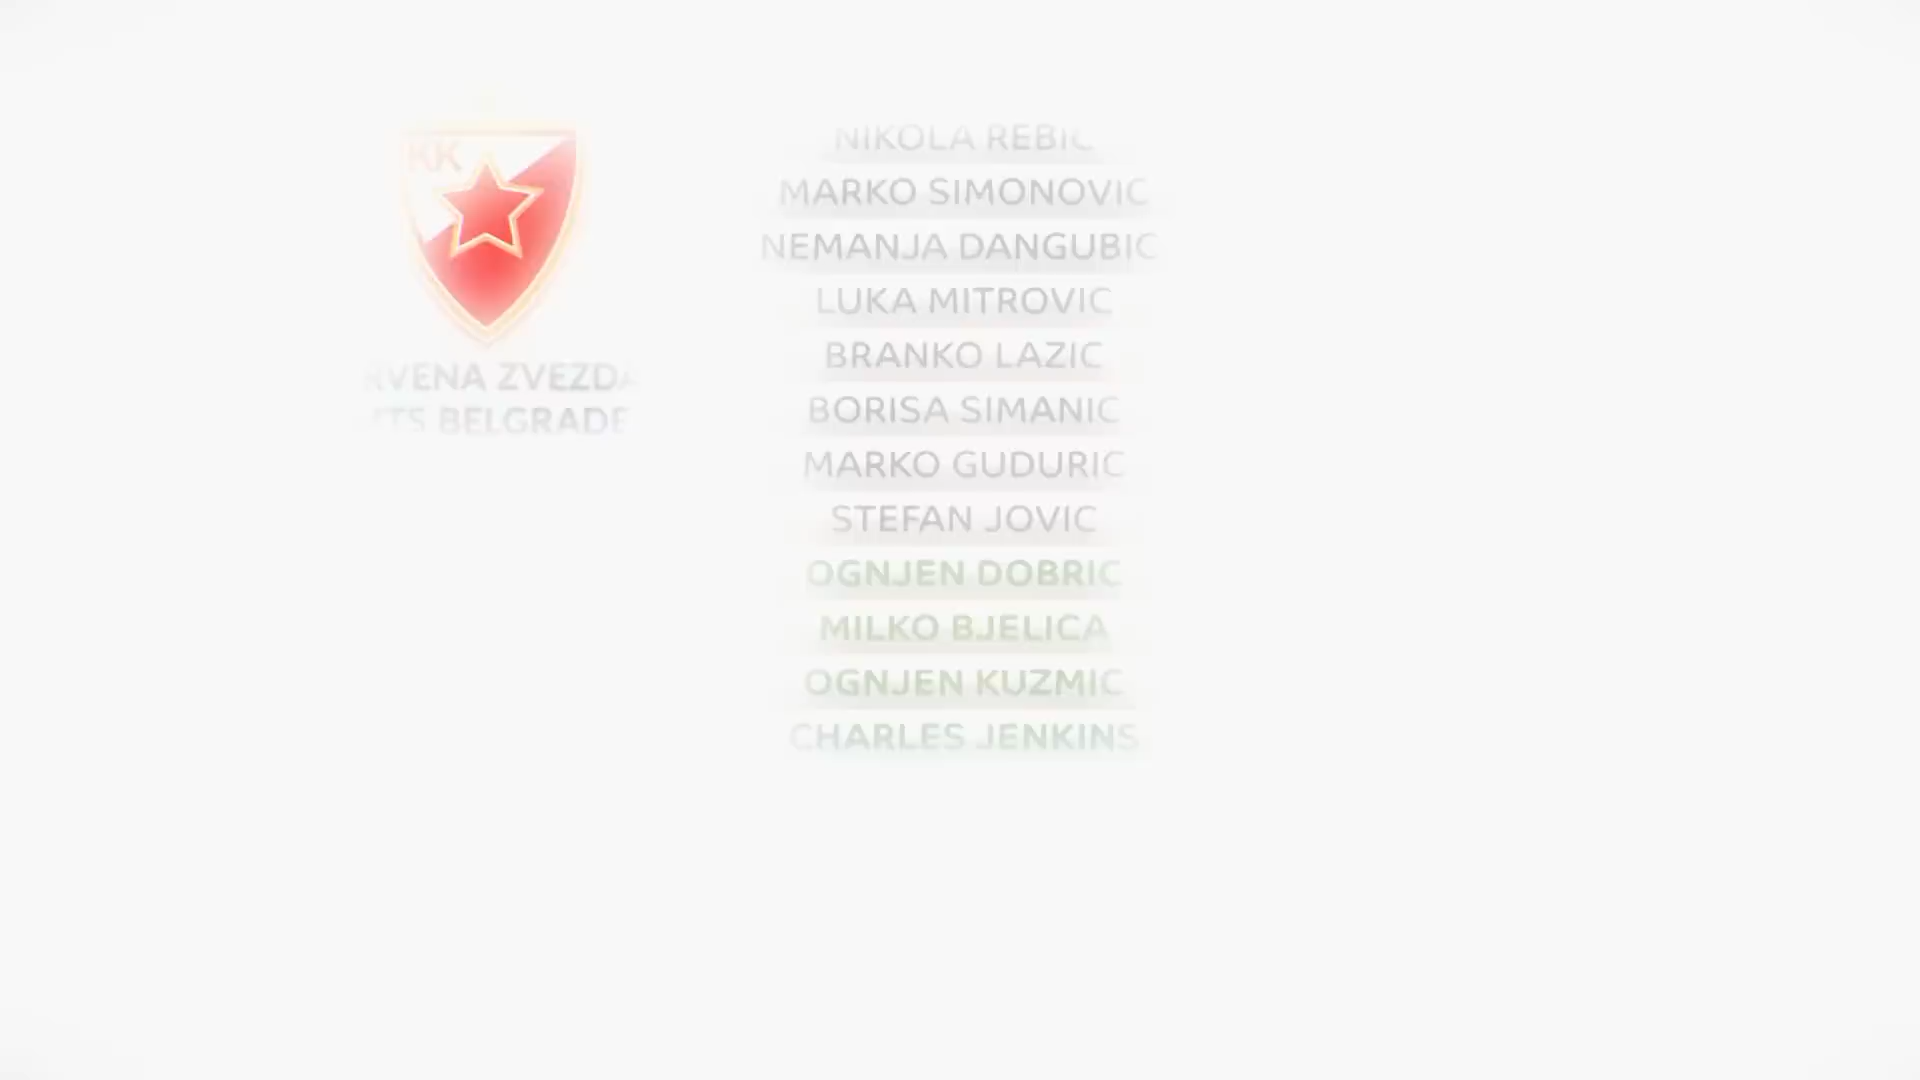 KK
RVENA ZVEZDA
TS BELGRADE
NIKOLA REBIC
MARKO SIMONOVIC
NEMANJA DANGUBIC
LUKA MITROVIC
BRANKO LAZIC
BORISA SIMANIC
MARKO GUDURIC
STEFAN JOVIC
OGNJEN DOBRIC
MILKO BJELICA
OGNJEN KUZMIC
CHARLES JENKINS